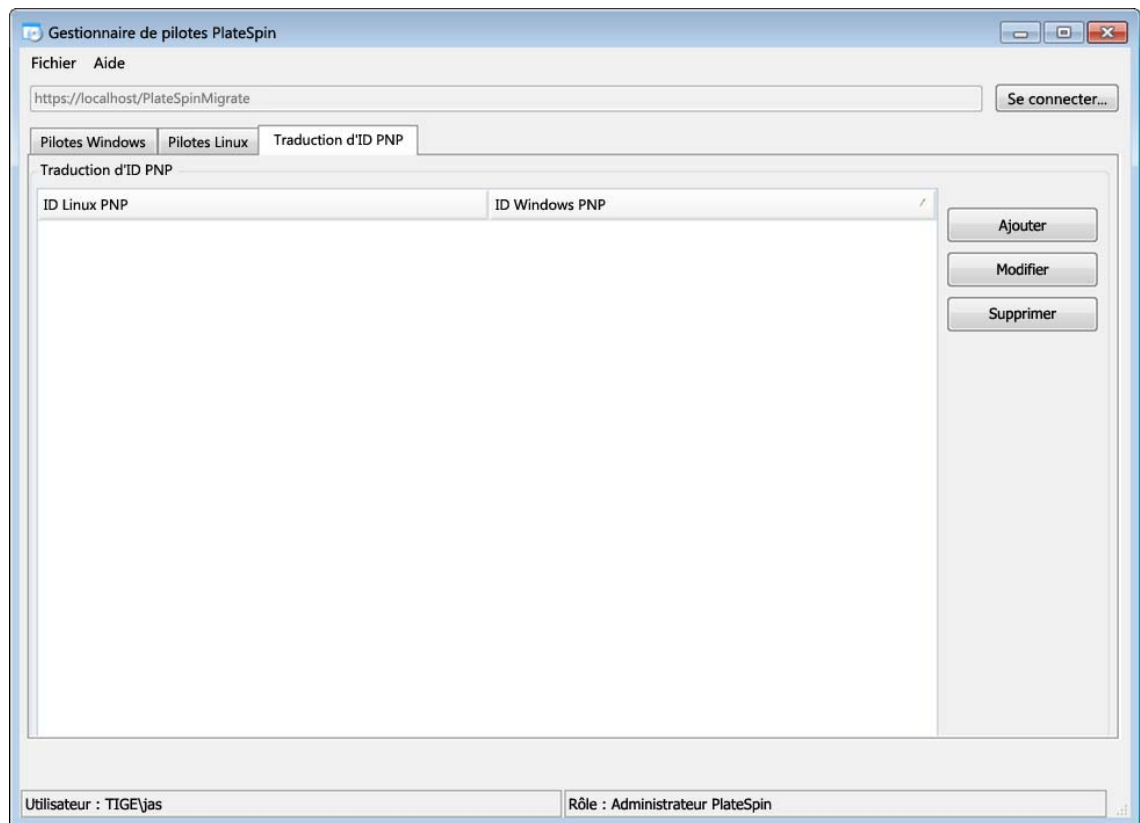 Gestionnaire de pilotes PlateSpin
Fichier Aide
https://localhost/PlateSpinMigrate Se connecter...
Pilotes Windows Pilotes Linux Traduction d'ID PNP
Traduction d'ID PNP
ID Linux PNP ID Windows PNP
Ajouter
Modifier
Supprimer
Utilisateur : TIGE\jas Rôle : Administrateur PlateSpin